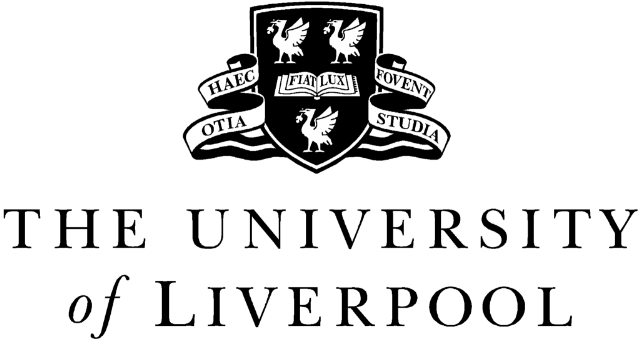 FIAT LUX
HAEC FOVENT
OTIA STUDIA
THE UNIVERSITY
of LIVERPOOL